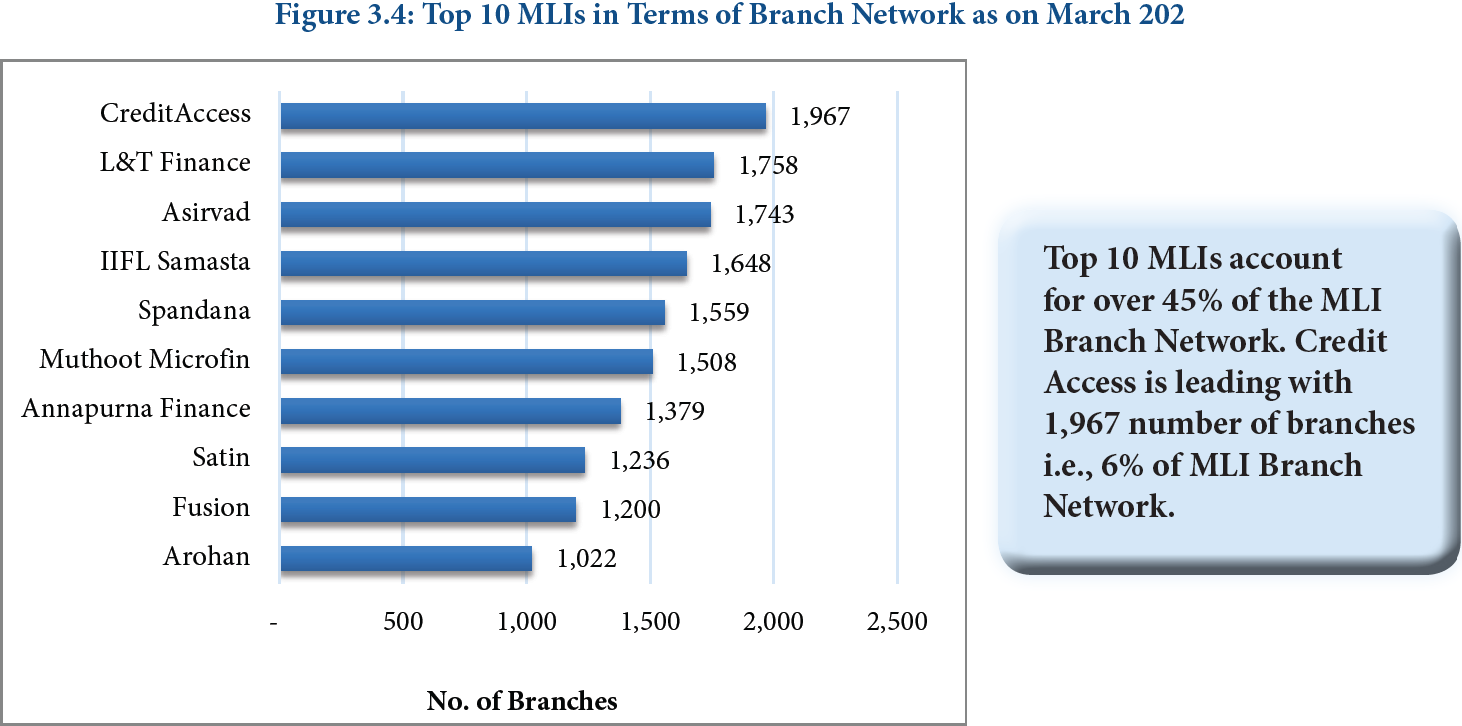 Figure 3.4: Top 10 MLIs in Terms of Branch Network as on March 202
CreditAccess 1,967
L&T Finance 1,758
Asirvad 1,743
IIFL Samasta 1,648
Spandana 1,559
Muthoot Microfin 1,508
Annapurna Finance 1,379
Satin 1,236
Fusion 1,200
Arohan 1,022
- 500 1,000 1,500 2,000 2,500
No. of Branches
Top 10 MLIs account
for over 45% of the MLI
Branch Network. Credit
Access is leading with
1,967 number of branches
i.e., 6% of MLI Branch
Network.